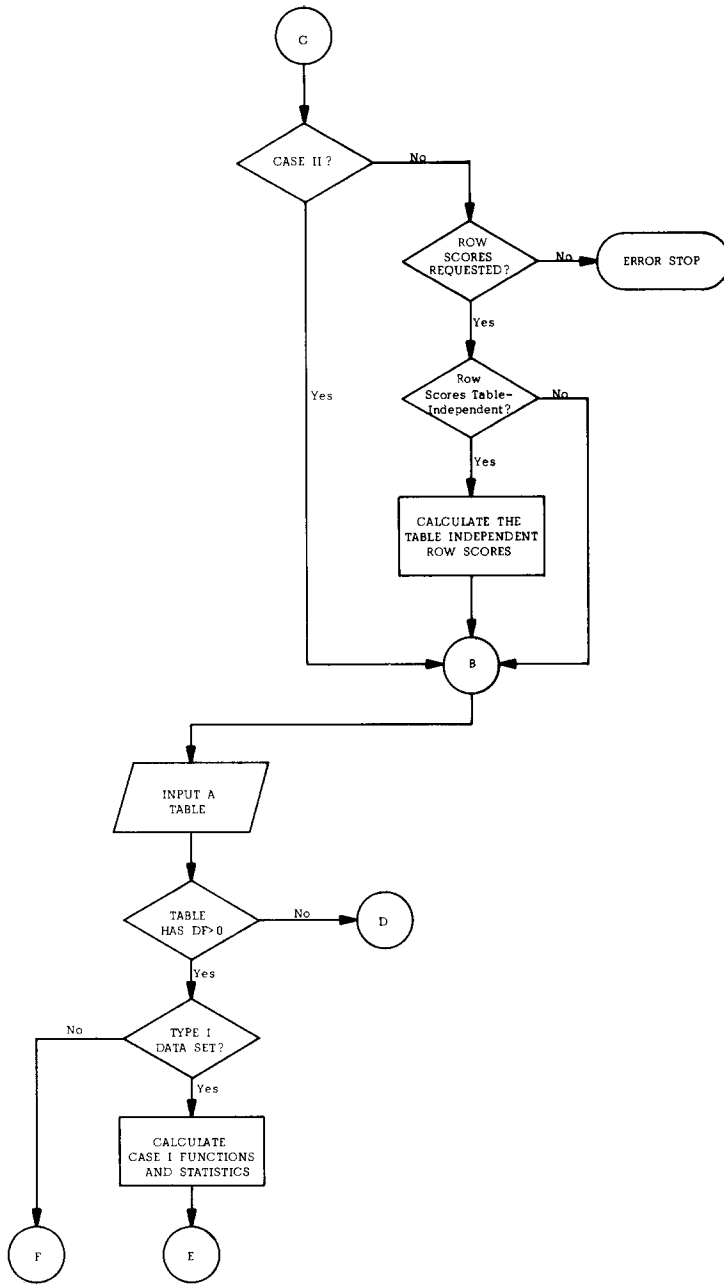 C
CASE II?
No
ROW
SCORES
REQUESTED?
No
ERROR STOP
Yes
Yes
Row
Scores Table-
Independent?
No
Yes
CALCULATE THE
TABLE INDEPENDENT
ROW SCORES
B
INPUT A
TABLE
TABLE
HAS DF>0
No
D
Yes
No
TYPE I
DATA SET?
Yes
CALCULATE
CASE I FUNCTIONS
AND STATISTICS
F
E